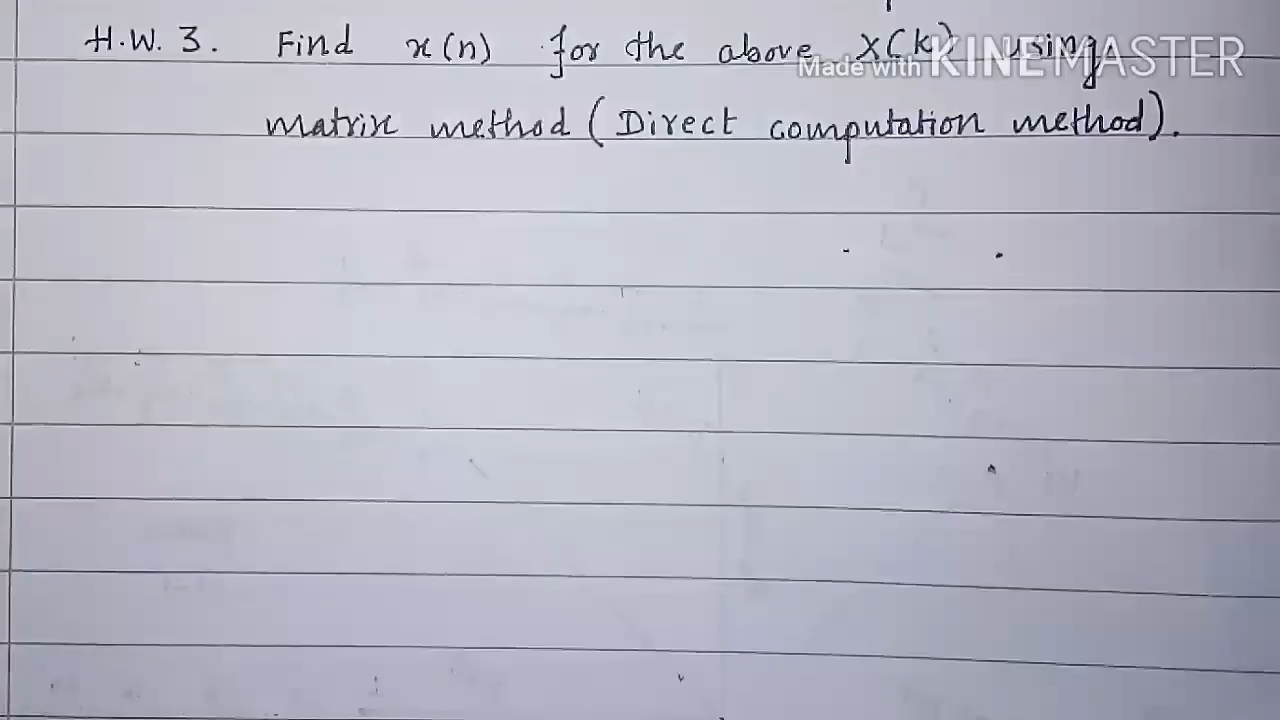 H.W. 3. Find x(n) for the above X(k) using
Made with KINEMASTER
matrix method (Direct computation method).